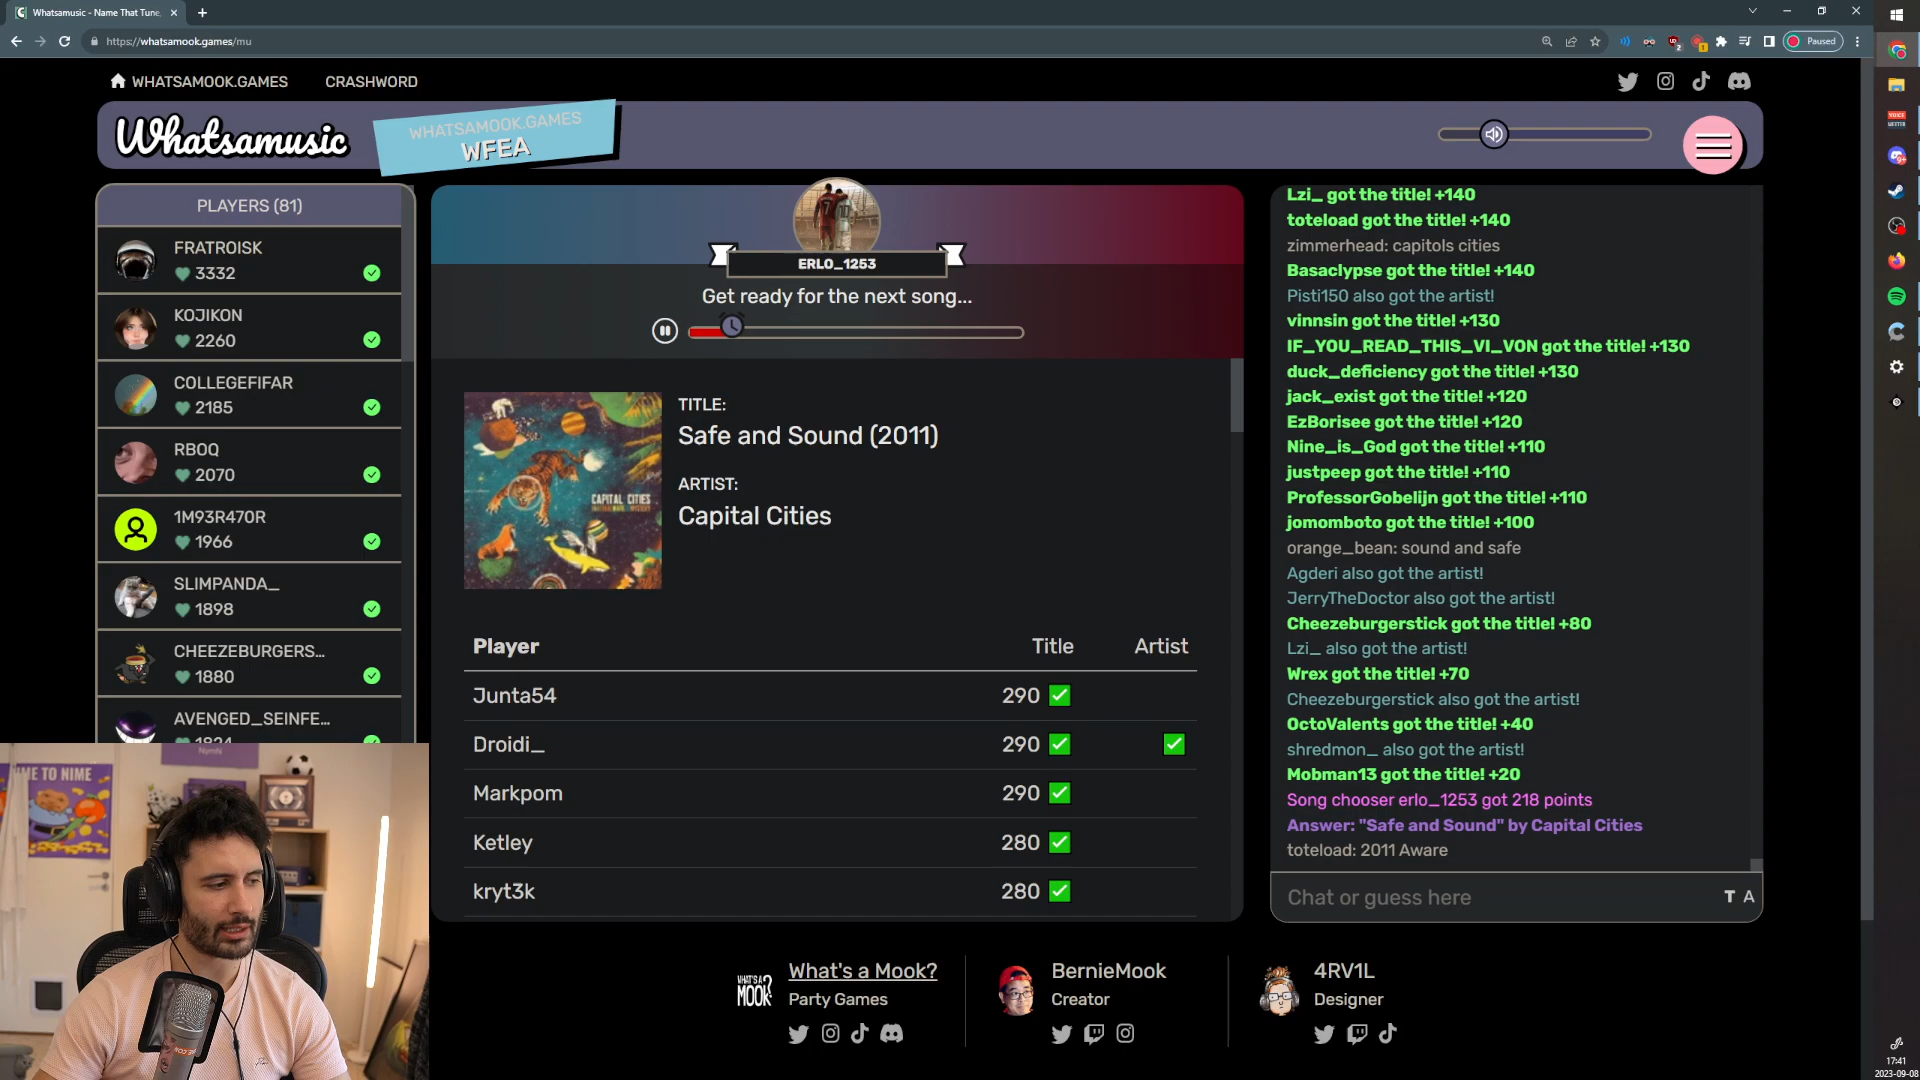 Whatsamusic - Name That Tune,
https://whatsamook.games/mu
Paused
WHATSAMOOK.GAMES
CRASHWORD
Whatsamusic
WHATSAMOOK.GAMES
WFEA
PLAYERS (81)
FRATROISK
3332
KOJIKON
2260
COLLEGEFIFAR
2185
RBOQ
2070
1M93R470R
1966
SLIMPANDA_
1898
CHEEZEBURGERS...
1880
AVENGED_SEINFE...
1824
ERLO_1253
Get ready for the next song...
CAPITAL CITIES
TITLE:
Safe and Sound (2011)
ARTIST:
Capital Cities
Player Title Artist
Junta54 290
Droidi_ 290
Markpom 290
Ketley 280
kryt3k 280
Lzi_ got the title! +140
toteload got the title! +140
zimmerhead: capitols cities
Basaclypse got the title! +140
Pisti150 also got the artist!
vinnsin got the title! +130
IF_YOU_READ_THIS_VI_VON got the title! +130
duck_deficiency got the title! +130
jack_exist got the title! +120
EzBorisee got the title! +120
Nine_is_God got the title! +110
justpeep got the title! +110
ProfessorGobelijn got the title! +110
jomomboto got the title! +100
orange_bean: sound and safe
Agderi also got the artist!
JerryTheDoctor also got the artist!
Cheezeburgerstick got the title! +80
Lzi_ also got the artist!
Wrex got the title! +70
Cheezeburgerstick also got the artist!
OctoValents got the title! +40
shredmon_ also got the artist!
Mobman13 got the title! +20
Song chooser erlo_1253 got 218 points
Answer: "Safe and Sound" by Capital Cities
toteload: 2011 Aware
Chat or guess here
T A
WHAT'S A MOOK?
What's a Mook?
Party Games
BernieMook
Creator
4RV1L
Designer
TIME TO NIME
17:41
2023-09-08